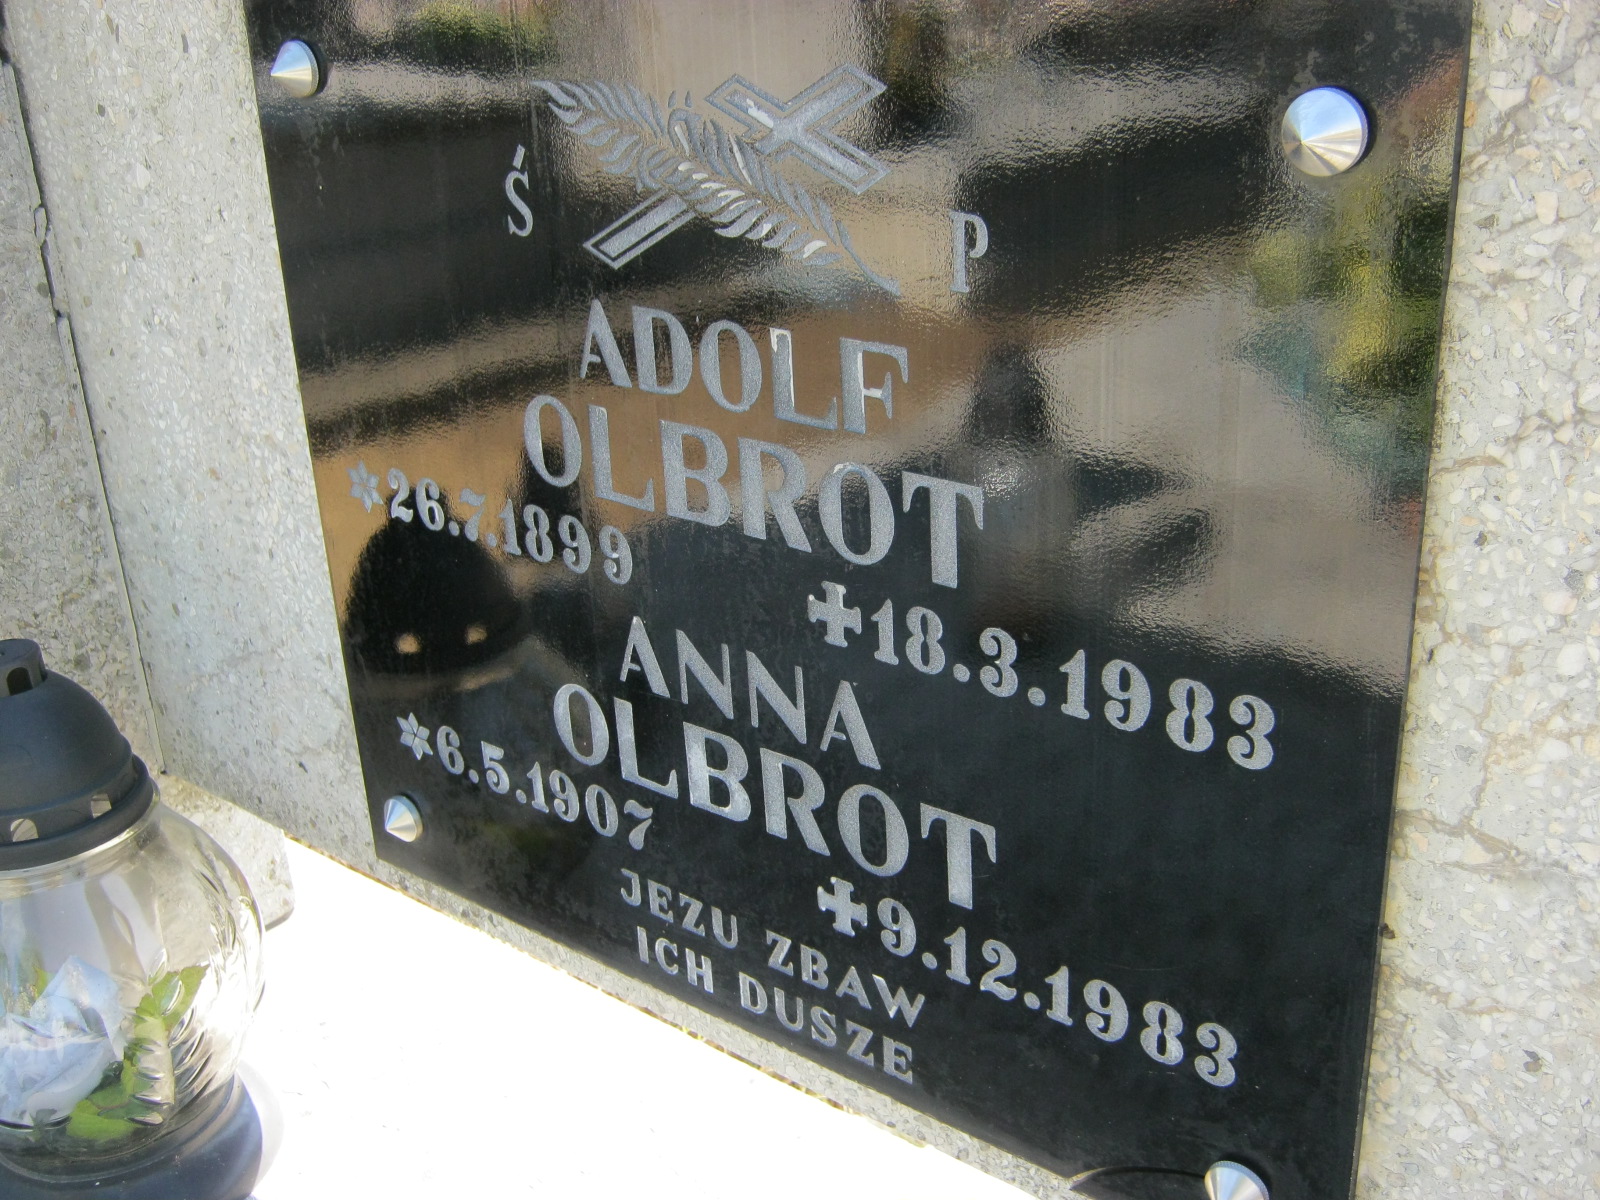 Ś P
ADOLF
OLBROT
*26.7.1899
✚18.3.1983
ANNA
OLBROT
*6.5.1907
✚9.12.1983
JEZU ZBAW
ICH DUSZE